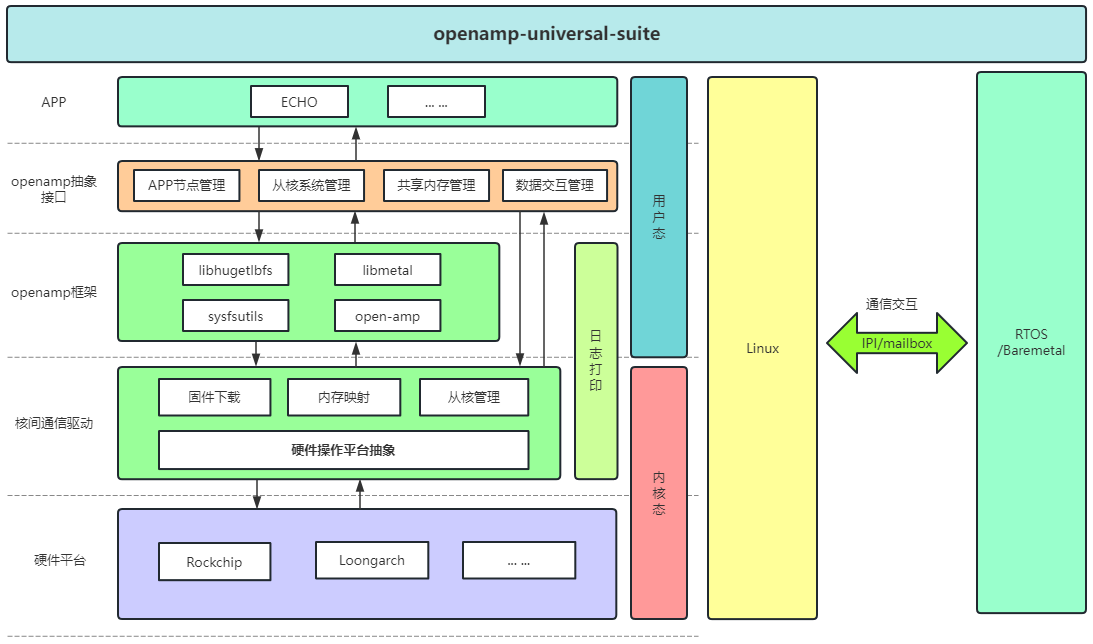 openamp-universal-suite
APP
ECHO
... ...
openamp抽象
接口
APP节点管理
从核系统管理
共享内存管理
数据交互管理
openamp框架
libhugetlbfs
libmetal
sysfsutils
open-amp
核间通信驱动
固件下载
内存映射
从核管理
硬件操作平台抽象
日志打印
硬件平台
Rockchip
Loongarch
... ...
用户态
内核态
Linux
通信交互
IPI/mailbox
RTOS
/Baremetal